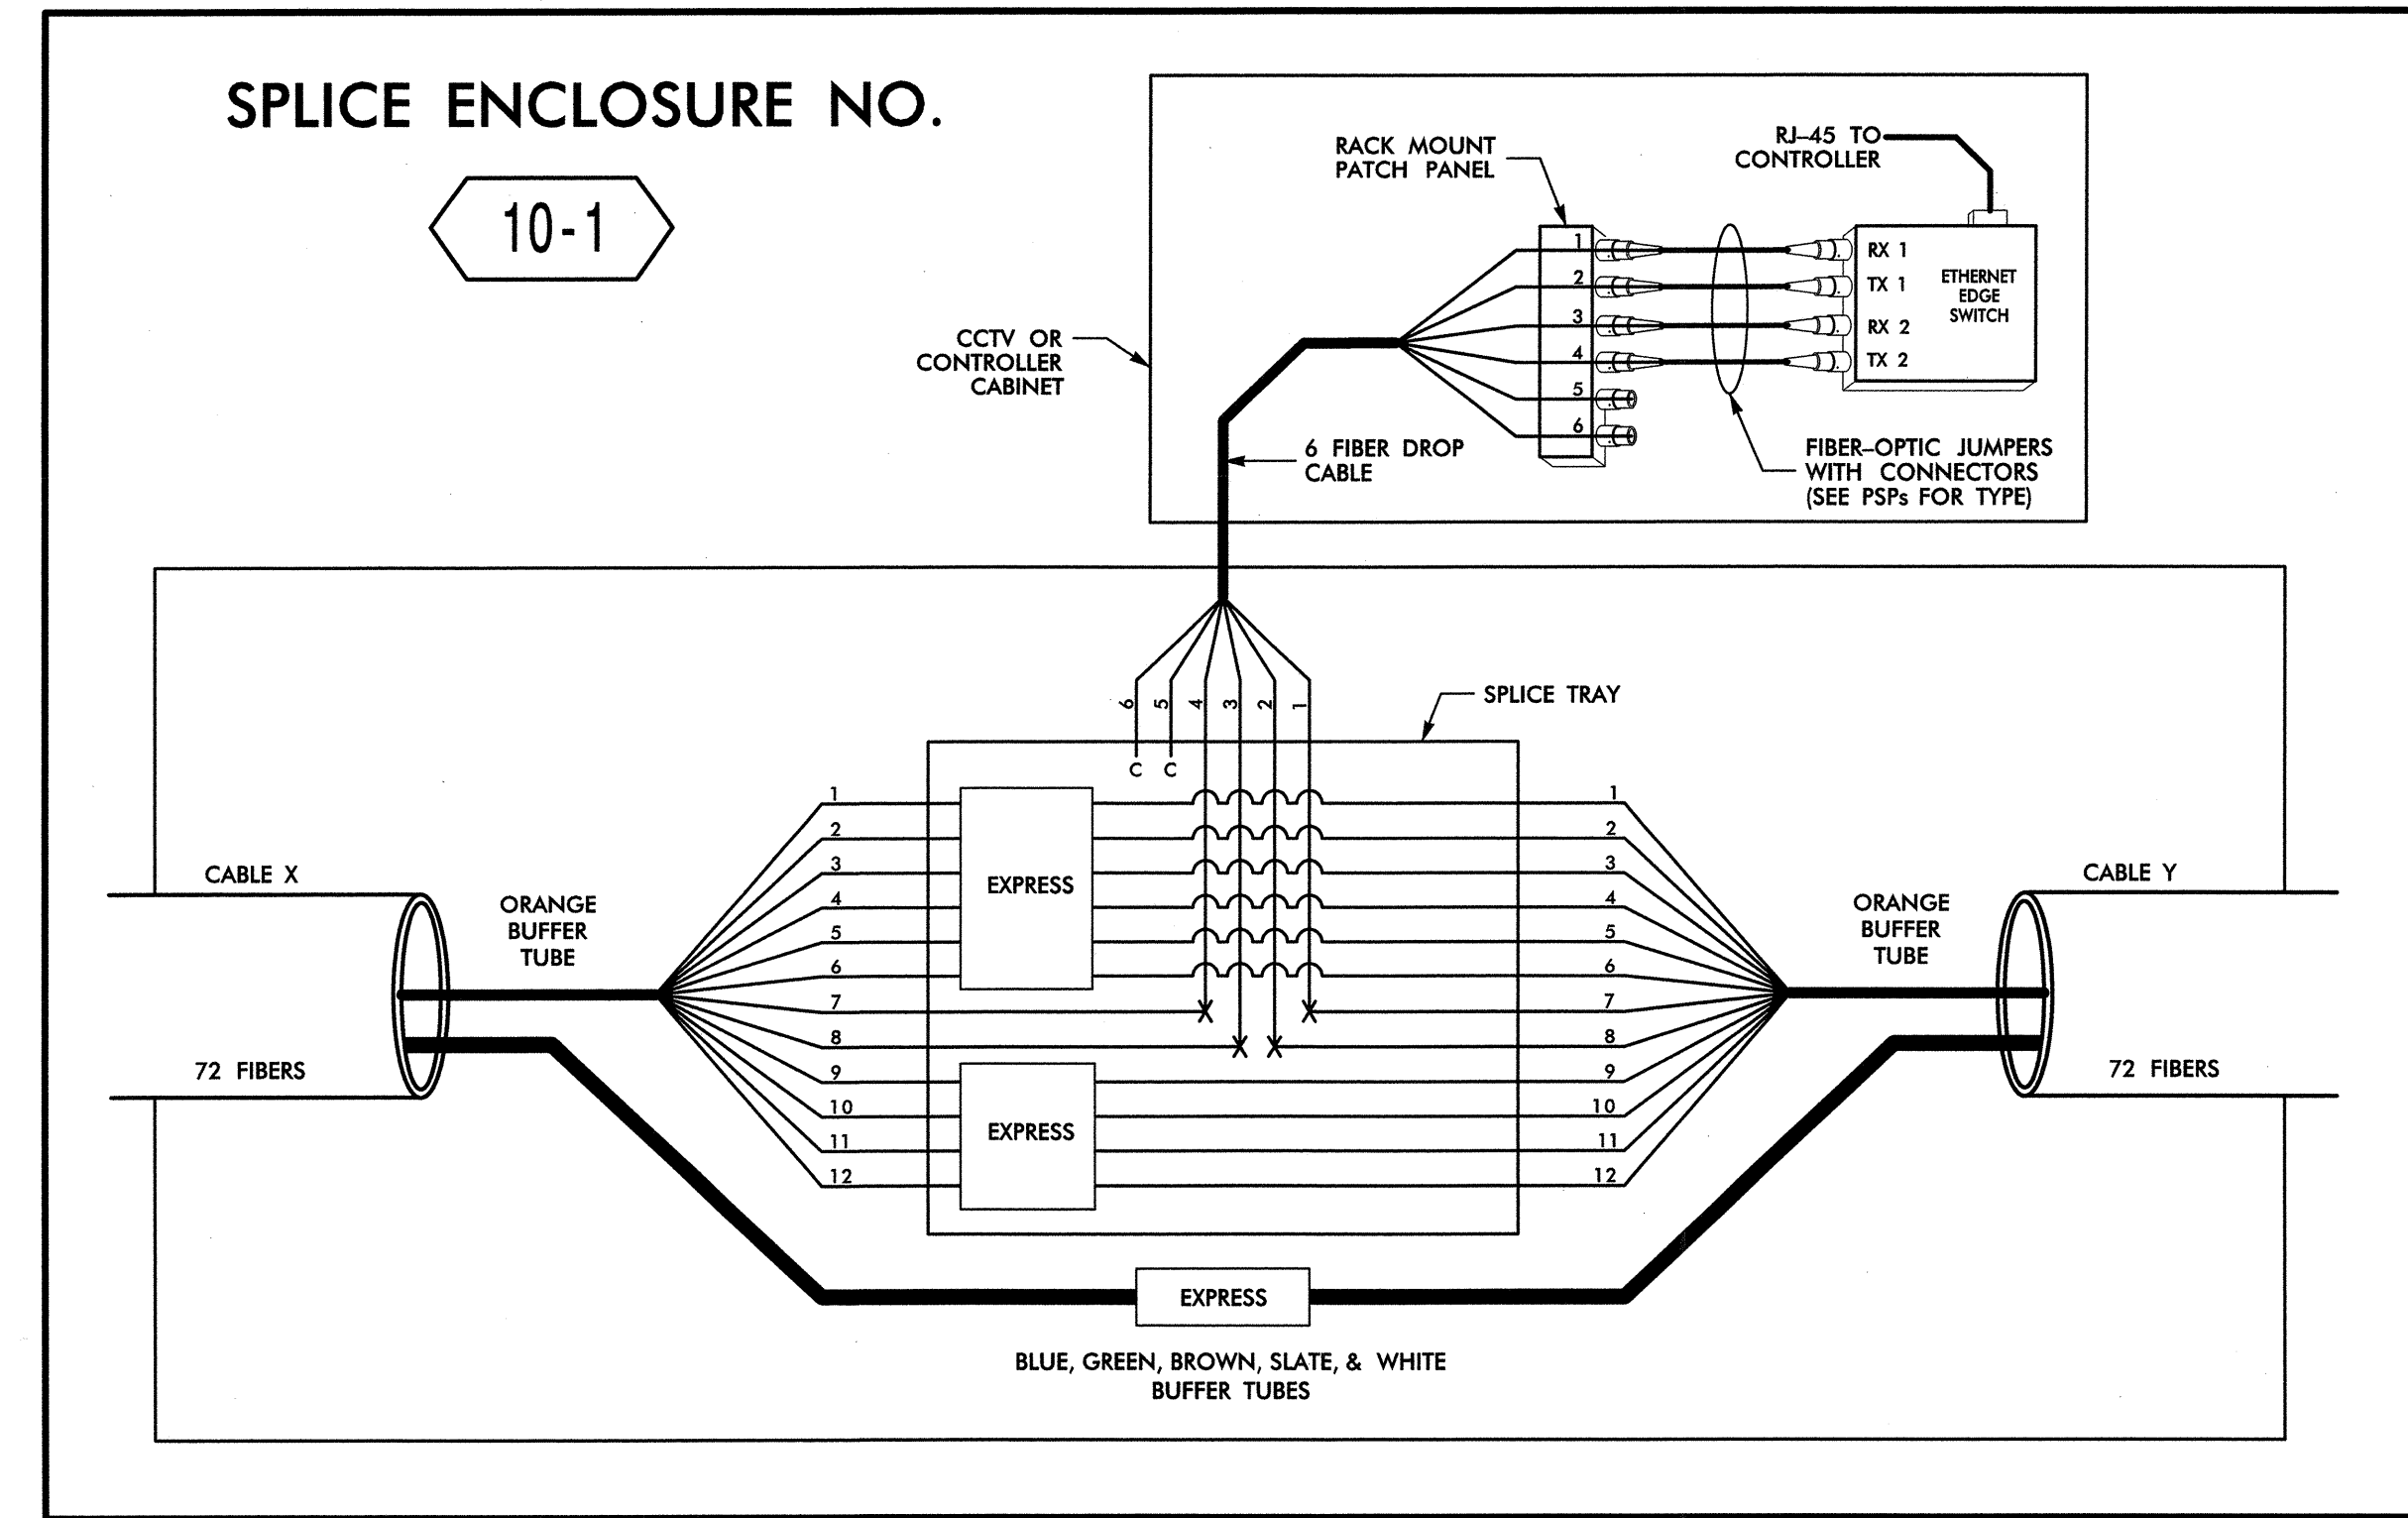 SPLICE ENCLOSURE NO.
10-1
RACK MOUNT
PATCH PANEL
RJ-45 TO
CONTROLLER
1
2
3
4
5
6
RX 1
TX 1
RX 2
TX 2
ETHERNET
EDGE
SWITCH
CCTV OR
CONTROLLER
CABINET
6 FIBER DROP
CABLE
FIBER-OPTIC JUMPERS
WITH CONNECTORS
(SEE PSPs FOR TYPE)
6 5 4 3 2 1
SPLICE TRAY
C C
CABLE X
72 FIBERS
ORANGE
BUFFER
TUBE
1
2
3
4
5
6
7
8
9
10
11
12
EXPRESS
EXPRESS
X X
X X
1
2
3
4
5
6
7
8
9
10
11
12
ORANGE
BUFFER
TUBE
CABLE Y
72 FIBERS
EXPRESS
BLUE, GREEN, BROWN, SLATE, & WHITE
BUFFER TUBES